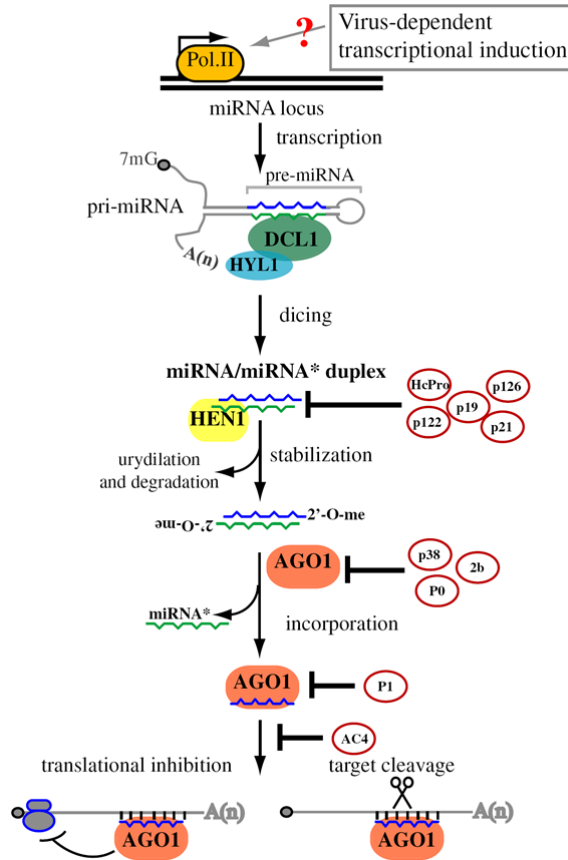 ?
Virus-dependent
transcriptional induction
Pol.II
miRNA locus
transcription
7mG
pre-miRNA
pri-miRNA
DCL1
A(n)
HYL1
dicing
miRNA/miRNA* duplex
HcPro
p126
p19
p122
p21
HEN1
stabilization
urydilation
and degradation
2'-O-me
2'-O-me
AGO1
p38
2b
P0
miRNA*
incorporation
AGO1
P1
AC4
translational inhibition
target cleavage
A(n)
A(n)
AGO1
AGO1